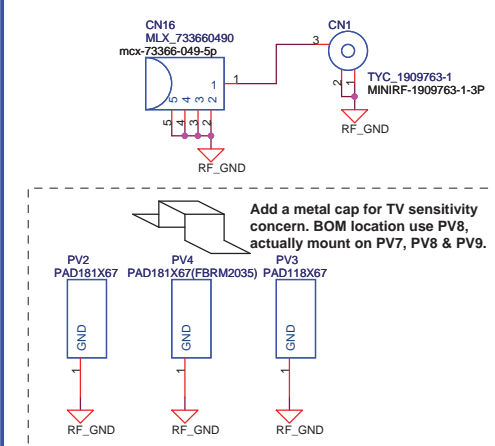 CN16
MLX_733660490
mcx-73366-049-5p
CN1
3
1
1
5
4
3
2
5
4
3
2
2
1
TYC_1909763-1
MINIRF-1909763-1-3P
RF_GND
RF_GND
Add a metal cap for TV sensitivity
concern. BOM location use PV8,
actually mount on PV7, PV8 & PV9.
PV2
PAD181X67
PV4
PAD181X67(FBRM2035)
PV3
PAD118X67
GND
GND
GND
1
1
1
RF_GND
RF_GND
RF_GND